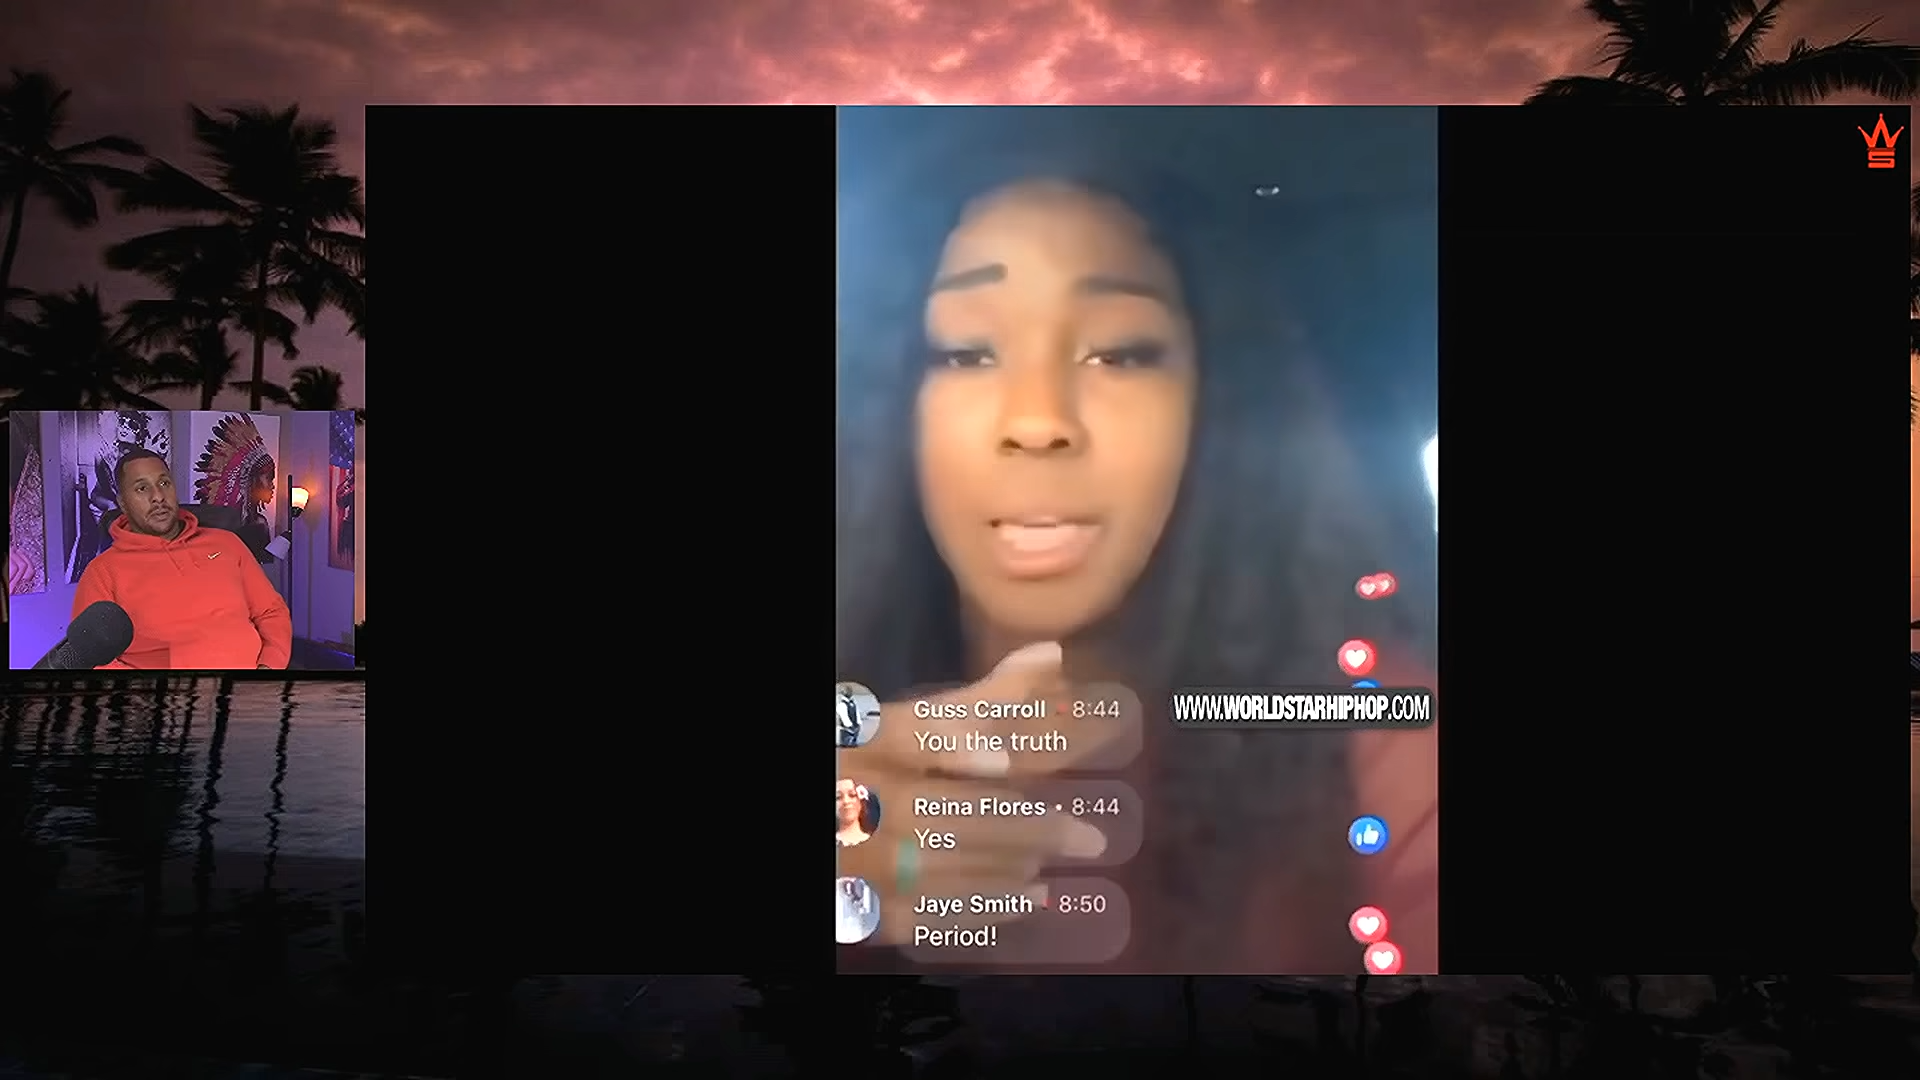 Guss Carroll 8:44
You the truth
WWW.WORLDSTARHIPHOP.COM
Reina Flores • 8:44
Yes
Jaye Smith 8:50
Period!